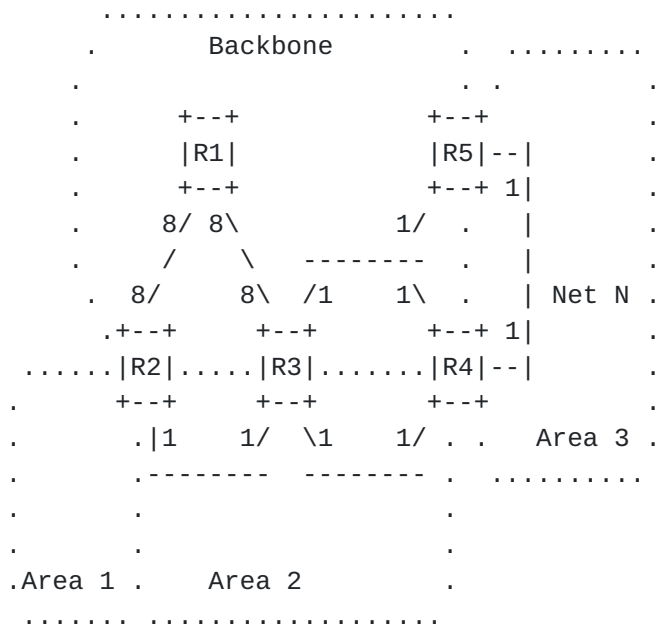 .......................
     .       Backbone        .  .........
    .                        . .         .
    .      +--+            +--+          .
    .      |R1|            |R5|--|       .
    .      +--+            +--+ 1|       .
    .     8/ 8\          1/  .   |       .
    .     /    \   --------  .   |       .
     .  8/     8\  /1    1\  .   | Net N .
      .+--+     +--+       +--+ 1|       .
 ......|R2|.....|R3|.......|R4|--|       .
.      +--+     +--+       +--+          .
.       .|1    1/  \1    1/ . .   Area 3 .
.       .--------  -------- .  ..........
.       .                   .
.       .                   .
.Area 1 .    Area 2         .
 ....... ...................